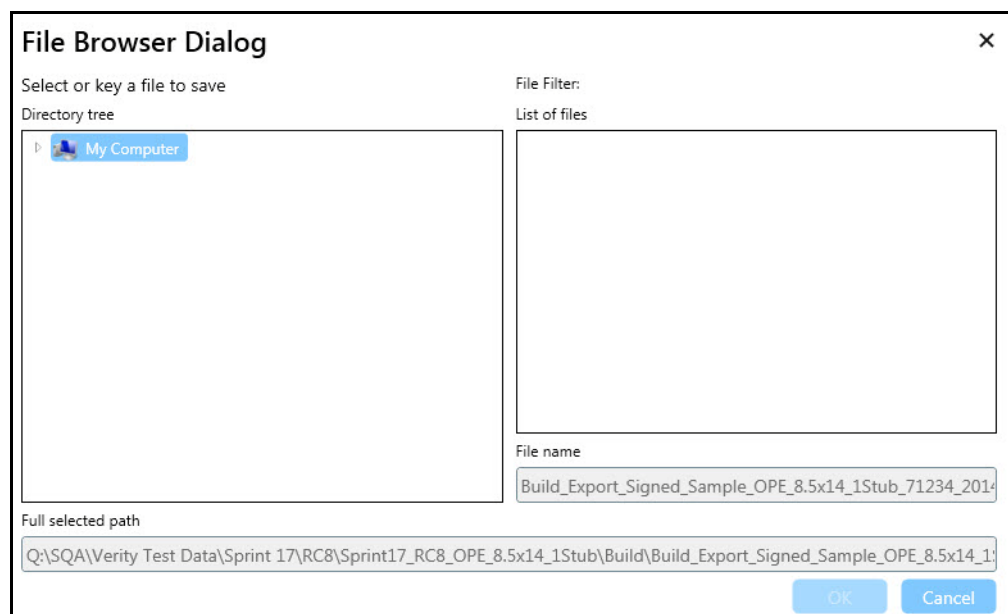 File Browser Dialog
Select or key a file to save
File Filter:
Directory tree
List of files
My Computer
File name
Build_Export_Signed_Sample_OPE_8.5x14_1Stub_71234_2014
Full selected path
Q:\SQA\Verity Test Data\Sprint 17\RC8\Sprint17_RC8_OPE_8.5x14_1Stub\Build\Build_Export_Signed_Sample_OPE_8.5x14_1S
OK
Cancel